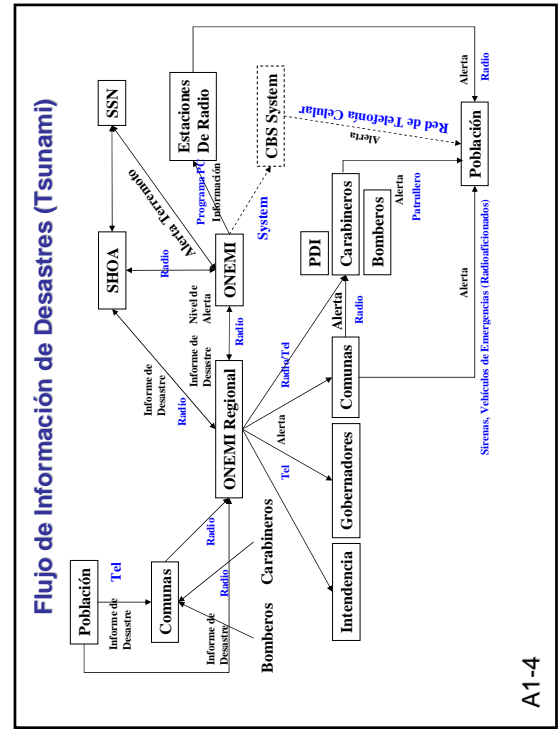 Flujo de Información de Desastres (Tsunami)
Población
Tel
Informe de
Desastre
Comunas
Radio
Informe de
Desastre
Radio
Bomberos
Carabineros
SHOA
SSN
Alerta Terremoto
Radio
Informe de
Desastre
Radio
ONEMI Regional
Informe de
Desastre
Nivel de
Alerta
Radio
ONEMI
Programa PC
Información
Estaciones
De Radio
System
CBS System
Alerta
Red de Telefonía Celular
Alerta
Radio
Intendencia
Gobernadores
Tel
Alerta
Radio/Tel
Comunas
Alerta
Radio
PDI
Carabineros
Bomberos
Alerta
Patrullero
Población
Alerta
Sirenas, Vehículos de Emergencias (Radioaficionados)
A1-4